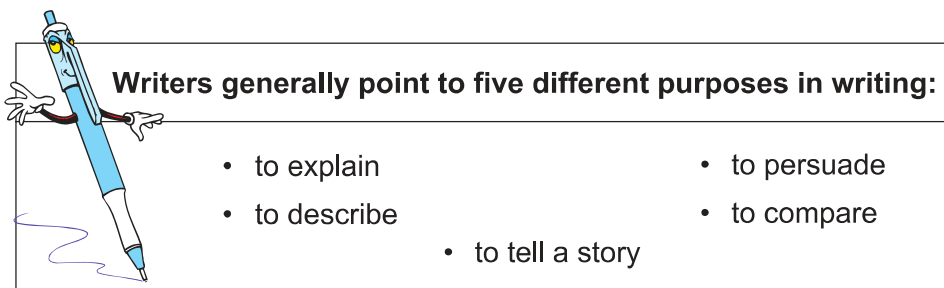 Writers generally point to five different purposes in writing:
• to explain
• to persuade
• to describe
• to compare
• to tell a story